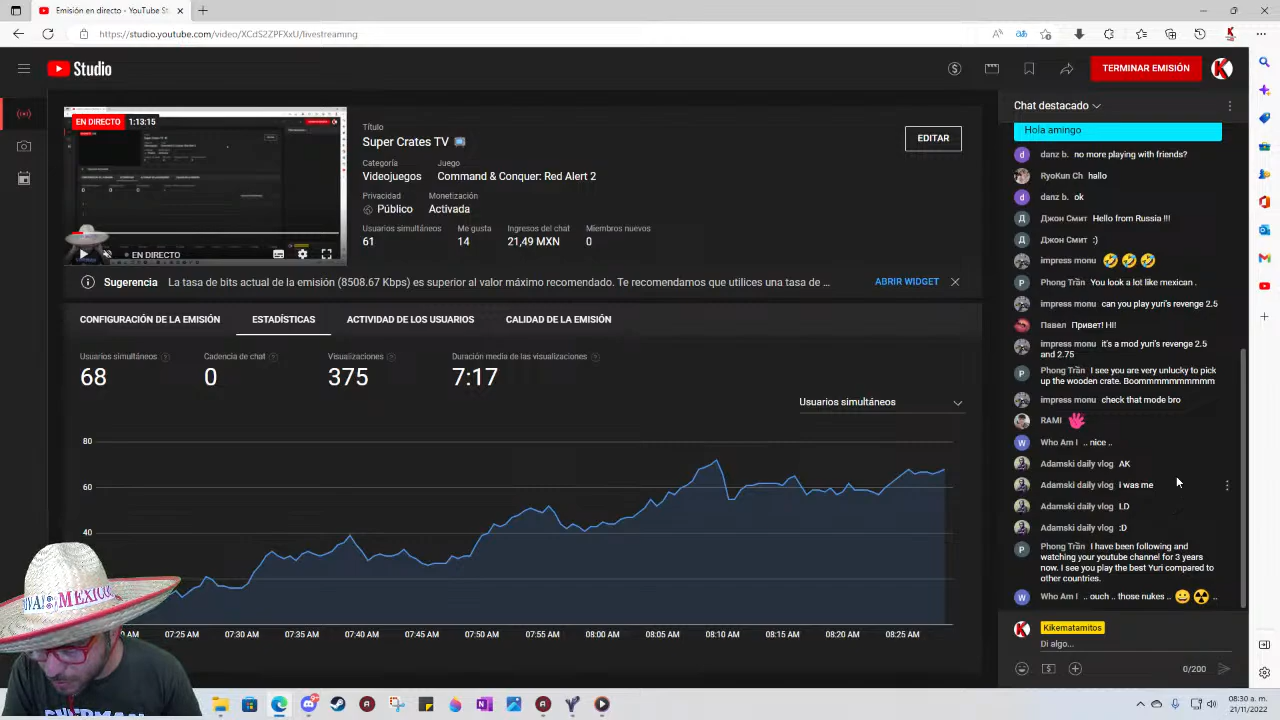 Emisión en directo - YouTube St
https://studio.youtube.com/video/XCdS2ZPFXxU/livestreaming
Studio
TERMINAR EMISIÓN
EN DIRECTO
1:13:15
EN DIRECTO
Título
Super Crates TV
Categoría
Juego
Videojuegos
Command & Conquer: Red Alert 2
Privacidad
Monetización
Público
Activada
Usuarios simultáneos
Me gusta
Ingresos del chat
Miembros nuevos
61
14
21,49 MXN
0
EDITAR
Sugerencia La tasa de bits actual de la emisión (8508.67 Kbps) es superior al valor máximo recomendado. Te recomendamos que utilices una tasa de ...
ABRIR WIDGET
CONFIGURACIÓN DE LA EMISIÓN
ESTADÍSTICAS
ACTIVIDAD DE LOS USUARIOS
CALIDAD DE LA EMISIÓN
Usuarios simultáneos
Cadencia de chat
Visualizaciones
Duración media de las visualizaciones
68
0
375
7:17
Usuarios simultáneos
80
60
40
AM
07:25 AM
07:30 AM
07:35 AM
07:40 AM
07:45 AM
07:50 AM
07:55 AM
08:00 AM
08:05 AM
08:10 AM
08:15 AM
08:20 AM
08:25 AM
MEXICO
Chat destacado
Hola amingo
danz b. no more playing with friends?
RyoKun Ch hallo
danz b. ok
Джон Смит Hello from Russia !!!
Джон Смит :)
impress monu 🤣 🤣 🤣
Phong Trần You look a lot like mexican .
impress monu can you play yuri's revenge 2.5
Павел Привет! HI!
impress monu it's a mod yuri's revenge 2.5
and 2.75
Phong Trần I see you are very unlucky to pick
up the wooden crate. Boommmmmmmm
impress monu check that mode bro
RAMI
Who Am I .. nice ..
Adamski daily vlog AK
Adamski daily vlog i was me
Adamski daily vlog LD
Adamski daily vlog :D
Phong Trần I have been following and
watching your youtube channel for 3 years
now. I see you play the best Yuri compared to
other countries.
Who Am I .. ouch .. those nukes .. 😀 ☢ ..
Kikematamitos
Di algo...
0/200
08:30 a. m.
21/11/2022